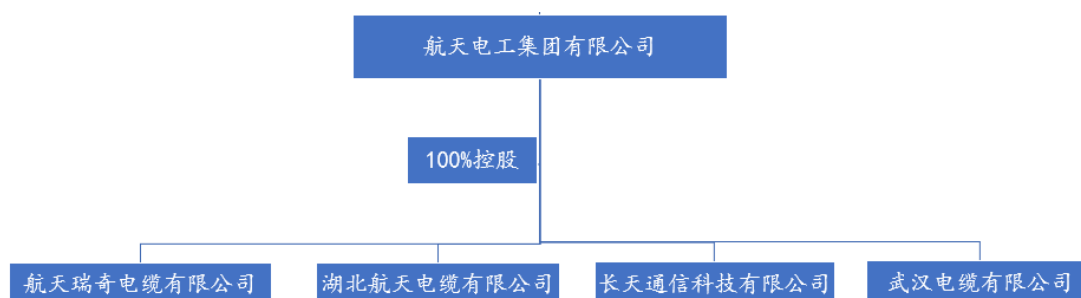 航天电工集团有限公司
100%控股
航天瑞奇电缆有限公司
湖北航天电缆有限公司
长天通信科技有限公司
武汉电缆有限公司